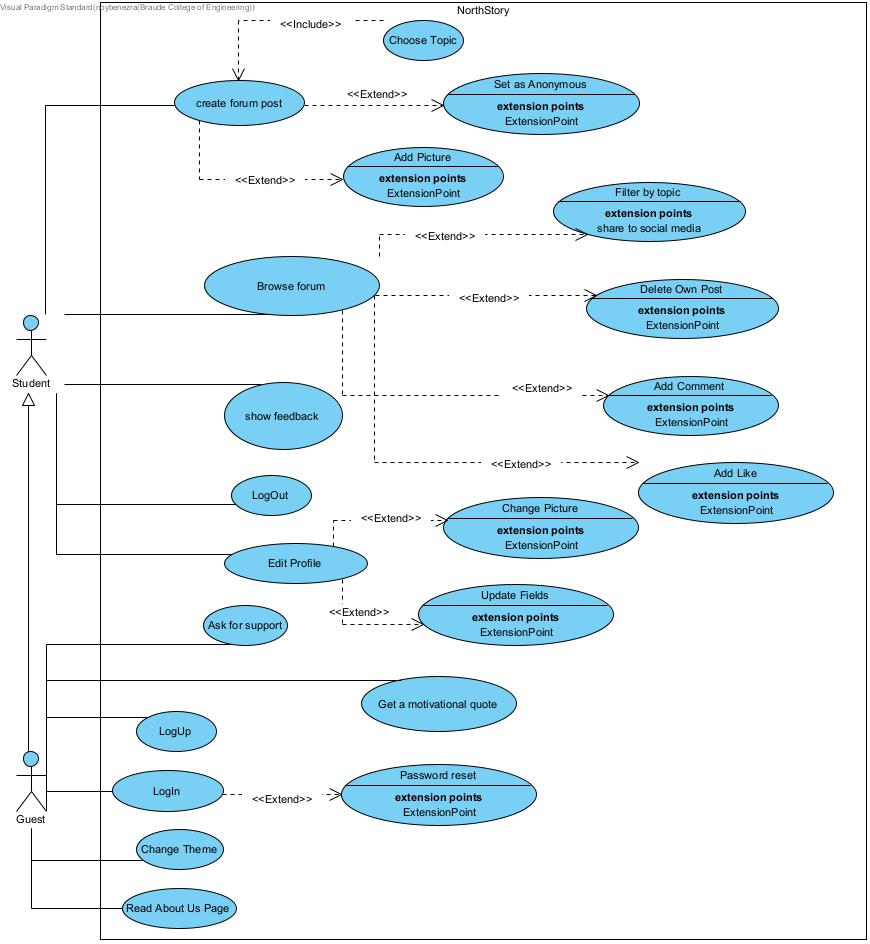 Visual Paradigm Standard(roybenezra(Braude College of Engineering))
NorthStory
<<Include>>
Choose Topic
create forum post
<<Extend>>
Set as Anonymous
extension points
ExtensionPoint
<<Extend>>
Add Picture
extension points
ExtensionPoint
Filter by topic
extension points
share to social media
<<Extend>>
Browse forum
<<Extend>>
Delete Own Post
extension points
ExtensionPoint
Student
<<Extend>>
Add Comment
extension points
ExtensionPoint
show feedback
<<Extend>>
Add Like
extension points
ExtensionPoint
LogOut
<<Extend>>
Change Picture
extension points
ExtensionPoint
Edit Profile
<<Extend>>
Update Fields
extension points
ExtensionPoint
Ask for support
Get a motivational quote
LogUp
Guest
LogIn
<<Extend>>
Password reset
extension points
ExtensionPoint
Change Theme
Read About Us Page